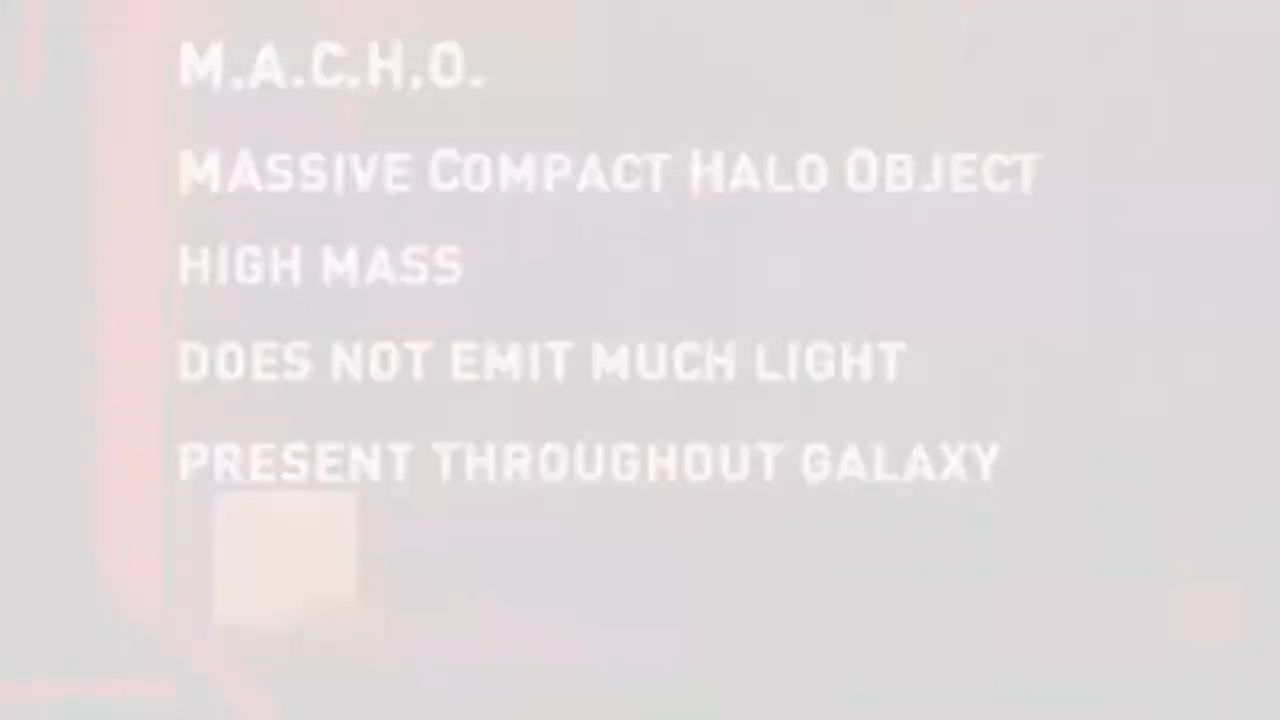 M.A.C.H.O.
MASSIVE COMPACT HALO OBJECT
HIGH MASS
DOES NOT EMIT MUCH LIGHT
PRESENT THROUGHOUT GALAXY